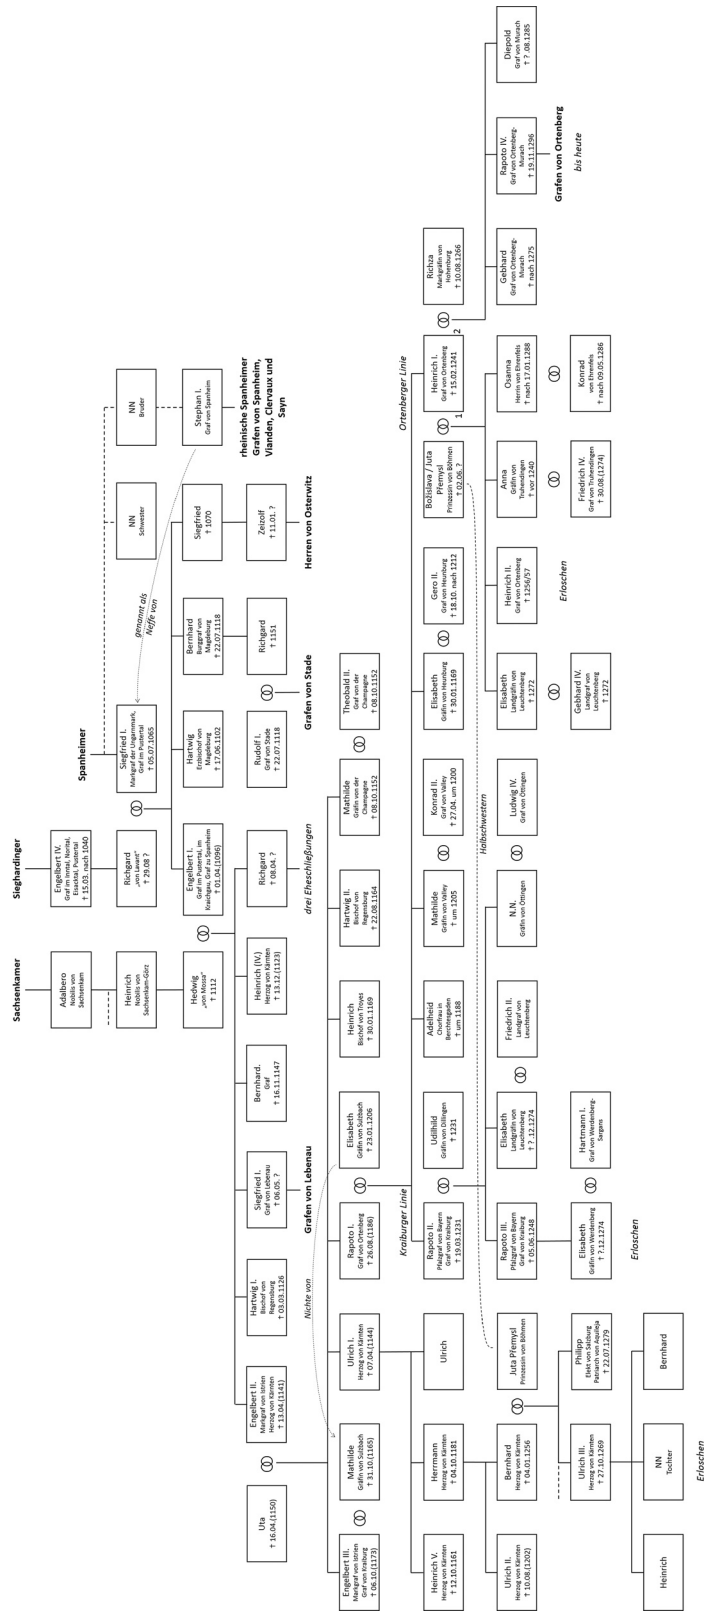 Sachsenkamer
Sieghardinger
Spanheimer
Adalbero
Nobilis von
Sachsenkam
Engelbert IV.
Graf im Inntal, Norital,
Eisacktal, Pustertal
† 15.03. nach 1040
Heinrich
Nobilis von
Sachsenkam-Görz
Richgard
„von Lavant“
† 29.08 ?
Siegfried I.
Markgraf der Ungarnmark,
Graf im Pustertal
† 05.07.1065
NN
Schwester
NN
Bruder
genannt als
Neffe von
Hedwig
„von Mossa“
† 1112
Engelbert I.
Graf im Pustertal, im
Kraichgau, Graf zu Spanheim
† 01.04.(1096)
Hartwig
Erzbischof von
Magdeburg
† 17.06.1102
Bernhard
Burggraf von
Magdeburg
† 22.07.1118
Siegfried
† 1070
Stephan I.
Graf von Spanheim
rheinische Spanheimer
Grafen von Spanheim,
Vianden, Clervaux und
Sayn
Uta
† 16.04.(1150)
Engelbert II.
Markgraf von Istrien
Herzog von Kärnten
† 13.04.(1141)
Hartwig I.
Bischof von
Regensburg
† 03.03.1126
Siegfried I.
Graf von Lebenau
† 06.05. ?
Bernhard.
Graf
† 16.11.1147
Heinrich (IV.)
Herzog von Kärnten
† 13.12.(1123)
Richgard
† 08.04. ?
Rudolf I.
Graf von Stade
† 22.07.1118
Richgard
† 1151
Zeizolf
† 11.01. ?
Grafen von Lebenau
drei Eheschließungen
Grafen von Stade
Herren von Osterwitz
Nichte von
Engelbert III.
Markgraf von Istrien
Graf von Kraiburg
† 06.10.(1173)
Mathilde
Gräfin von Sulzbach
† 31.10.(1165)
Ulrich I.
Herzog von Kärnten
† 07.04.(1144)
Rapoto I.
Graf von Ortenberg
† 26.08.(1186)
Elisabeth
Gräfin von Sulzbach
† 23.01.1206
Heinrich
Bischof von Troyes
† 30.01.1169
Hartwig II.
Bischof von
Regensburg
† 22.08.1164
Mathilde
Gräfin von der
Champagne
† 08.10.1152
Theobald II.
Graf von der
Champagne
† 08.10.1152
Kraiburger Linie
Ortenberger Linie
Heinrich V.
Herzog von Kärnten
† 12.10.1161
Herrmann
Herzog von Kärnten
† 04.10.1181
Ulrich
Rapoto II.
Pfalzgraf von Bayern
Graf von Kraiburg
† 19.03.1231
Udilhild
Gräfin von Dillingen
† 1231
Adelheid
Chorfrau in
Berchtesgaden
† um 1188
Mathilde
Gräfin von Valley
† um 1205
Konrad II.
Graf von Valley
† 27.04. um 1200
Elisabeth
Gräfin von Heunburg
† 30.01.1169
Gero II.
Graf von Heunburg
† 18.10. nach 1212
Božislava / Juta
Přemysl
Prinzessin von Böhmen
† 02.06. ?
Heinrich I.
Graf von Ortenberg
† 15.02.1241
Richza
Markgräfin von
Hohenburg
† 10.08.1266
1
2
Halbschwestern
Ulrich II.
Herzog von Kärnten
† 10.08.(1202)
Bernhard
Herzog von Kärnten
† 04.01.1256
Juta Přemysl
Prinzessin von Böhmen
Rapoto III.
Pfalzgraf von Bayern
Graf von Kraiburg
† 05.06.1248
Elisabeth
Landgräfin von
Leuchtenberg
† ?.12.1274
Friedrich II.
Landgraf von
Leuchtenberg
N.N.
Gräfin von Öttingen
Ludwig IV.
Graf von Öttingen
Elisabeth
Landgräfin von
Leuchtenberg
† 1272
Heinrich II.
Graf von Ortenberg
† 1256/57
Anna
Gräfin von
Truhendingen
† vor 1240
Osanna
Herrin von Ehrenfels
† nach 17.01.1288
Gebhard
Graf von Ortenberg-
Murach
† nach 1275
Rapoto IV.
Graf von Ortenberg-
Murach
† 19.11.1296
Diepold
Graf von Murach
† ?.08.1285
Erloschen
Grafen von Ortenberg
bis heute
Ulrich III.
Herzog von Kärnten
† 27.10.1269
Philipp
Elekt von Salzburg
Patriarch von Aquileja
† 22.07.1279
Elisabeth
Gräfin von Werdenberg
† ?.12.1274
Hartmann I.
Graf von Werdenberg-
Sargans
Gebhard IV.
Landgraf von
Leuchtenberg
† 1272
Friedrich IV.
Graf von Truhendingen
† 30.08.(1274)
Konrad
von Ehrenfels
† nach 09.05.1286
Erloschen
Heinrich
NN
Tochter
Bernhard
Erloschen